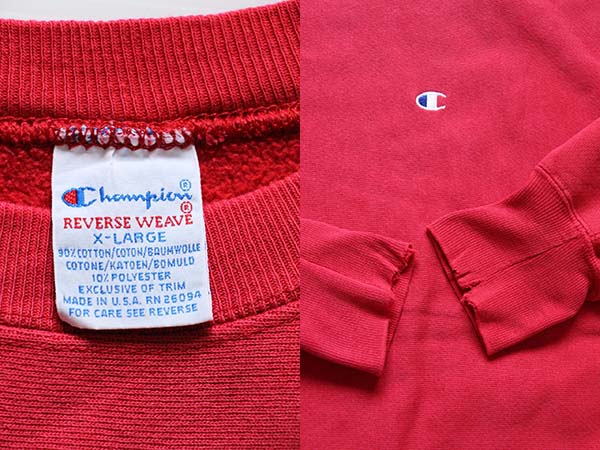 Champion®
REVERSE WEAVE®
X-LARGE
90% COTTON/COTON/BAUMWOLLE
COTONE/KATOEN/BOMULD
10% POLYESTER
EXCLUSIVE OF TRIM
MADE IN U.S.A. RN 26094
FOR CARE SEE REVERSE